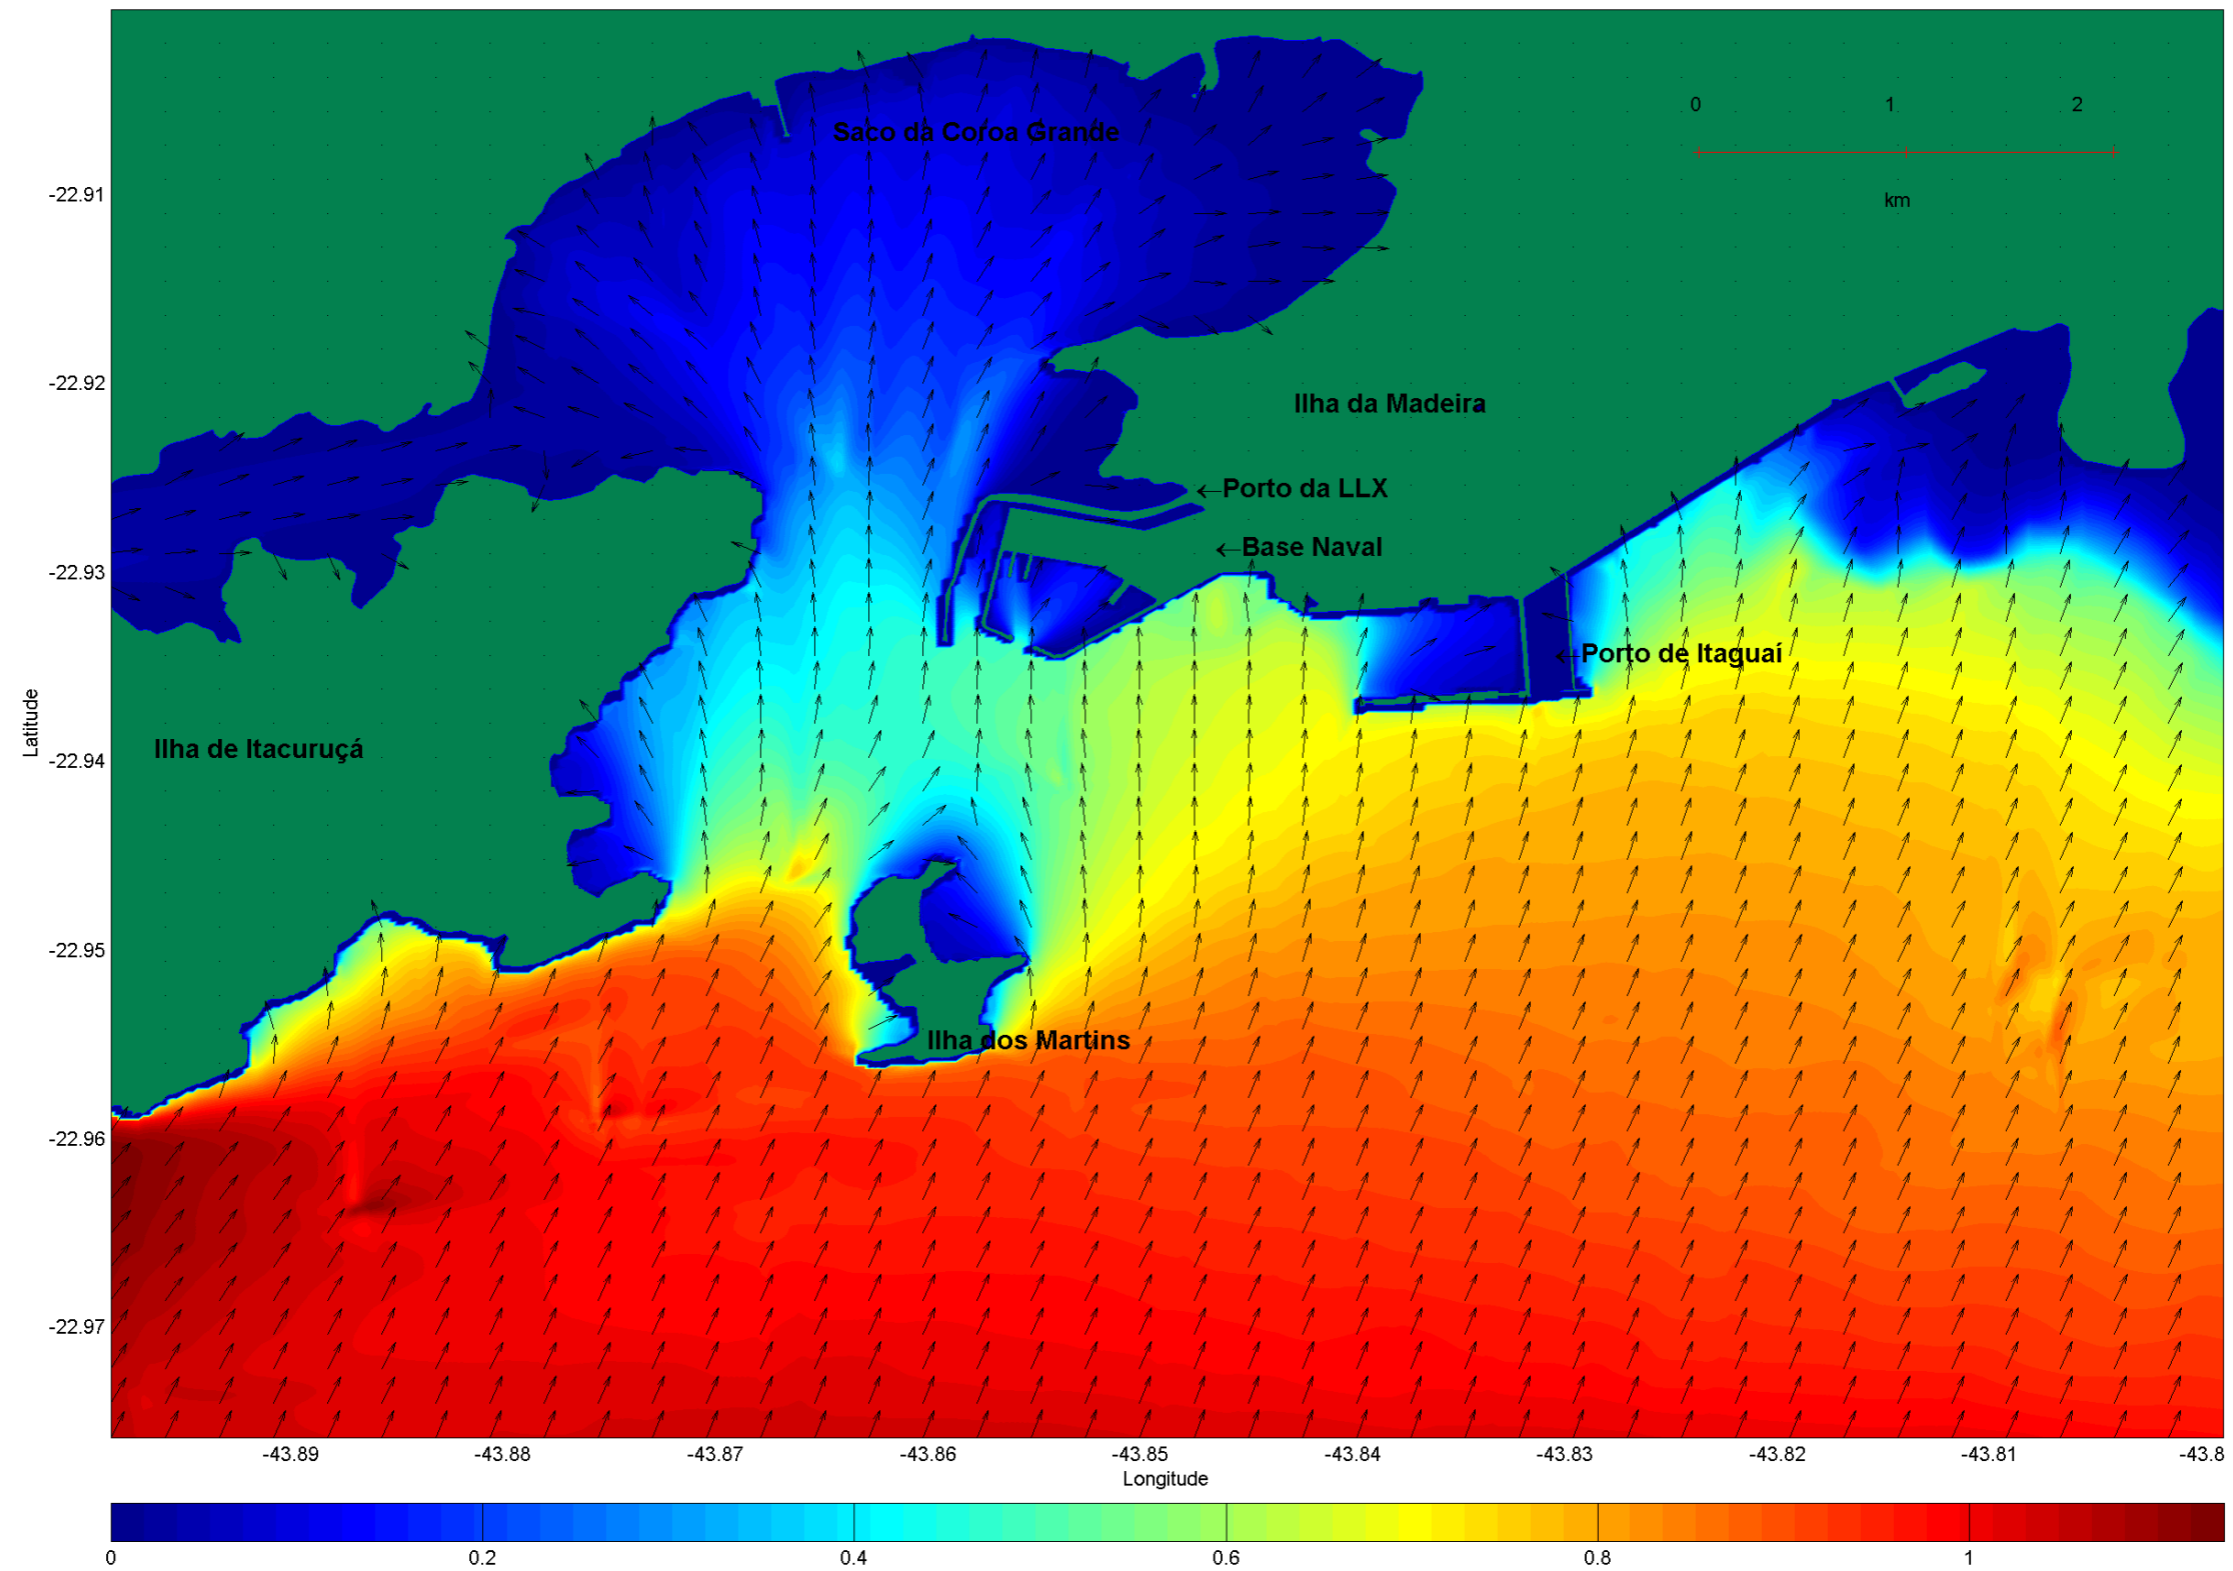 0 1 2
Saco da Coroa Grande
-22.91
km
-22.92
Ilha da Madeira
←Porto da LLX
←Base Naval
-22.93
←Porto de Itaguaí
Latitude
Ilha de Itacuruçá
-22.94
-22.95
Ilha dos Martins
-22.96
-22.97
-43.89 -43.88 -43.87 -43.86 -43.85 -43.84 -43.83 -43.82 -43.81 -43.8
Longitude
0 0.2 0.4 0.6 0.8 1